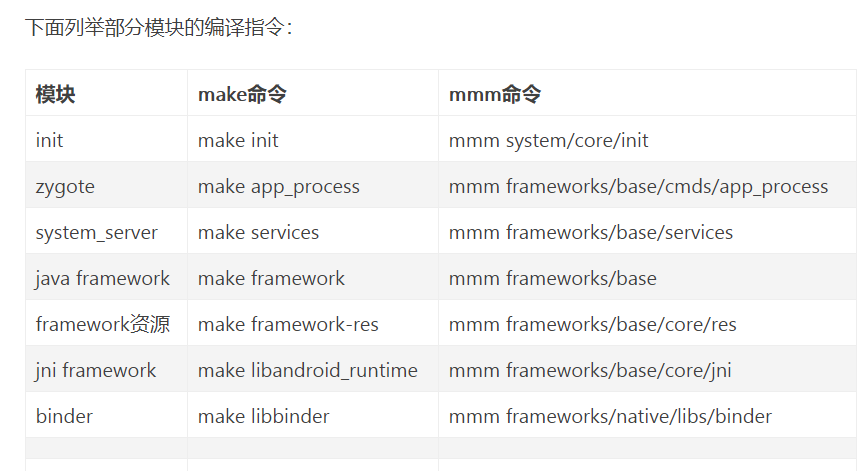 下面列举部分模块的编译指令：
模块 make命令 mmm命令
init make init mmm system/core/init
zygote make app_process mmm frameworks/base/cmds/app_process
system_server make services mmm frameworks/base/services
java framework make framework mmm frameworks/base
framework资源 make framework-res mmm frameworks/base/core/res
jni framework make libandroid_runtime mmm frameworks/base/core/jni
binder make libbinder mmm frameworks/native/libs/binder